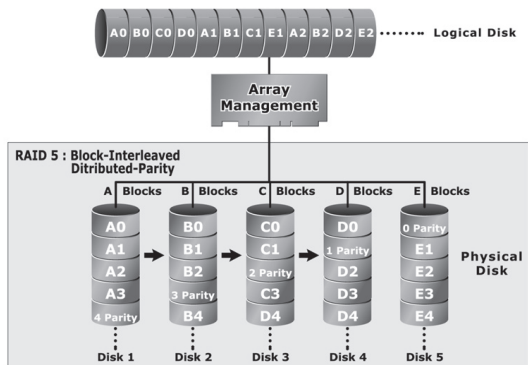 A0 B0 C0 D0 A1 B1 C1 E1 A2 B2 D2 E2 Logical Disk
Array
Management
RAID 5 : Block-Interleaved
Ditributed-Parity
A Blocks B Blocks C Blocks D Blocks E Blocks
A0 B0 C0 D0 0 Parity
A1 B1 C1 1 Parity E1
A2 B2 2 Parity D2 E2
A3 3 Parity C3 D3 E3
4 Parity B4 D4 D4 E4
Physical
Disk
Disk 1 Disk 2 Disk 3 Disk 4 Disk 5